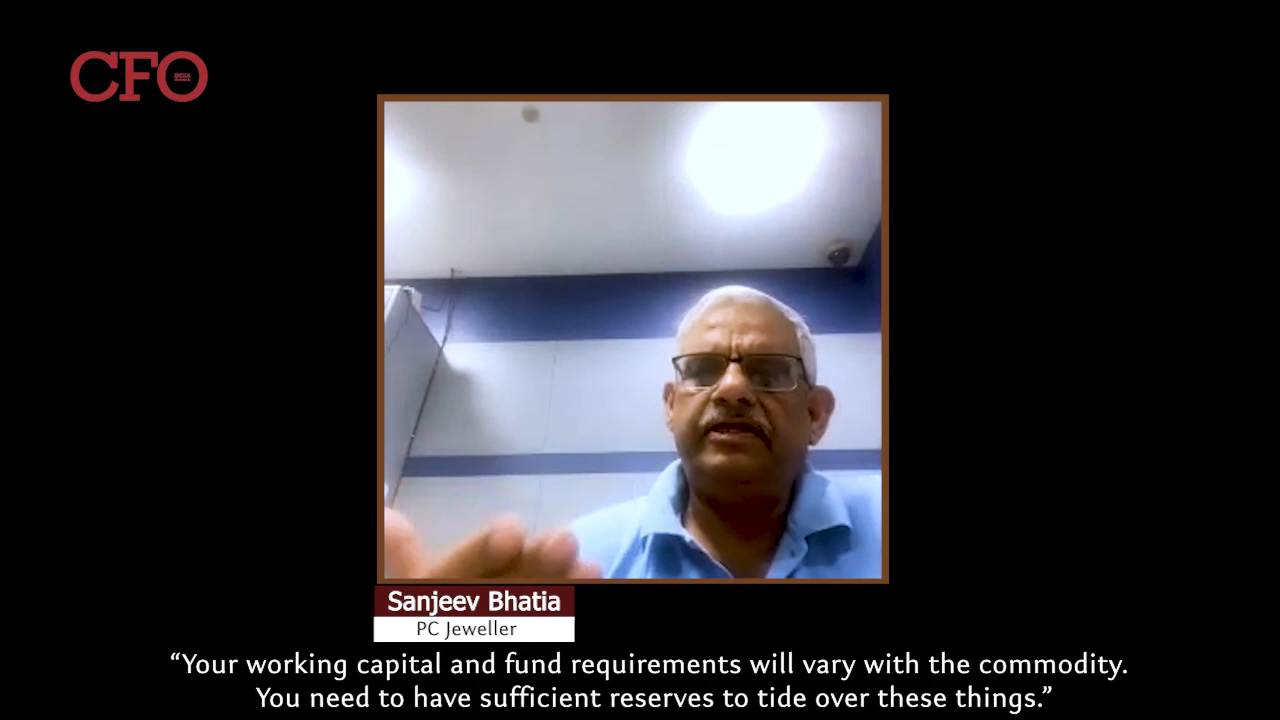 CFO
INDIA
Sanjeev Bhatia
PC Jeweller
“Your working capital and fund requirements will vary with the commodity.
You need to have sufficient reserves to tide over these things.”